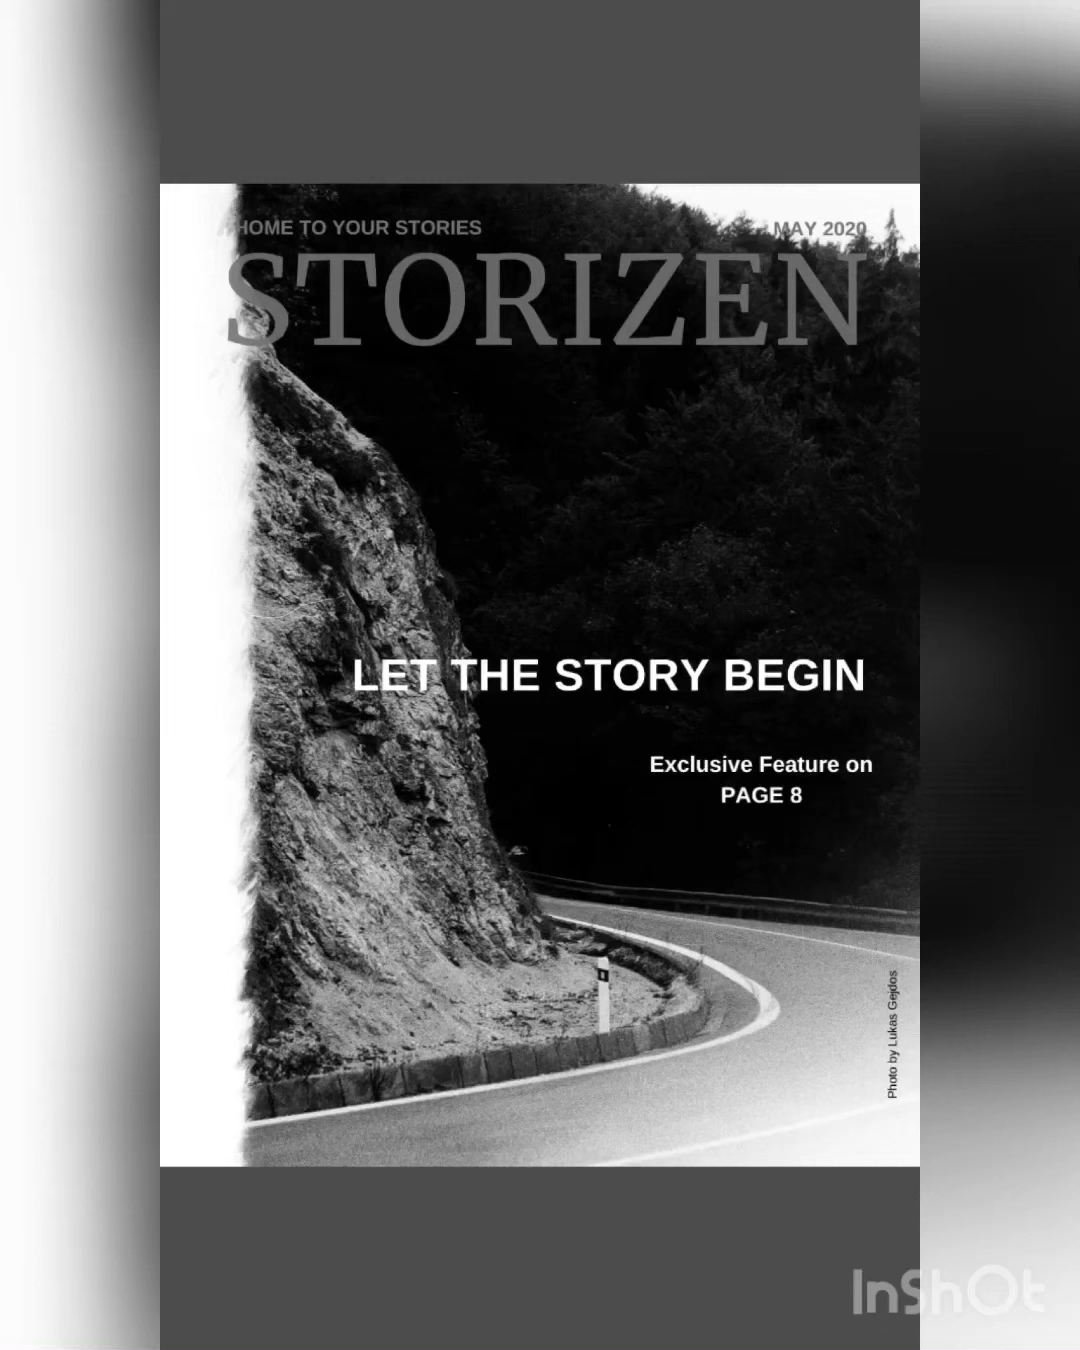 HOME TO YOUR STORIES
MAY 2020
STORIZEN
LET THE STORY BEGIN
Exclusive Feature on
PAGE 8
Photo by Lukas Gejdos
InShOt